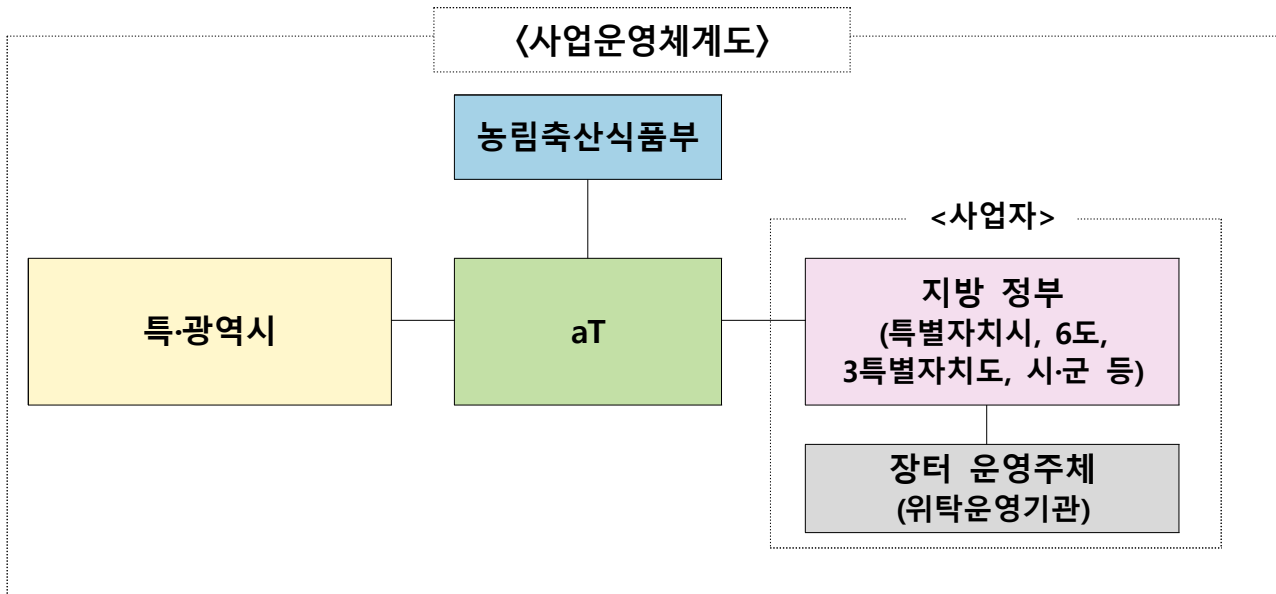 〈사업운영체계도〉
농림축산식품부
<사업자>
특·광역시
aT
지방 정부
(특별자치시, 6도,
3특별자치도, 시·군 등)
장터 운영주체
(위탁운영기관)